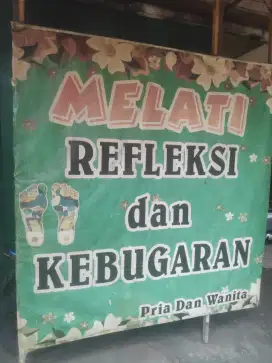 MELATI
REFLEKSI
dan
KEBUGARAN
Pria Dan Wanita